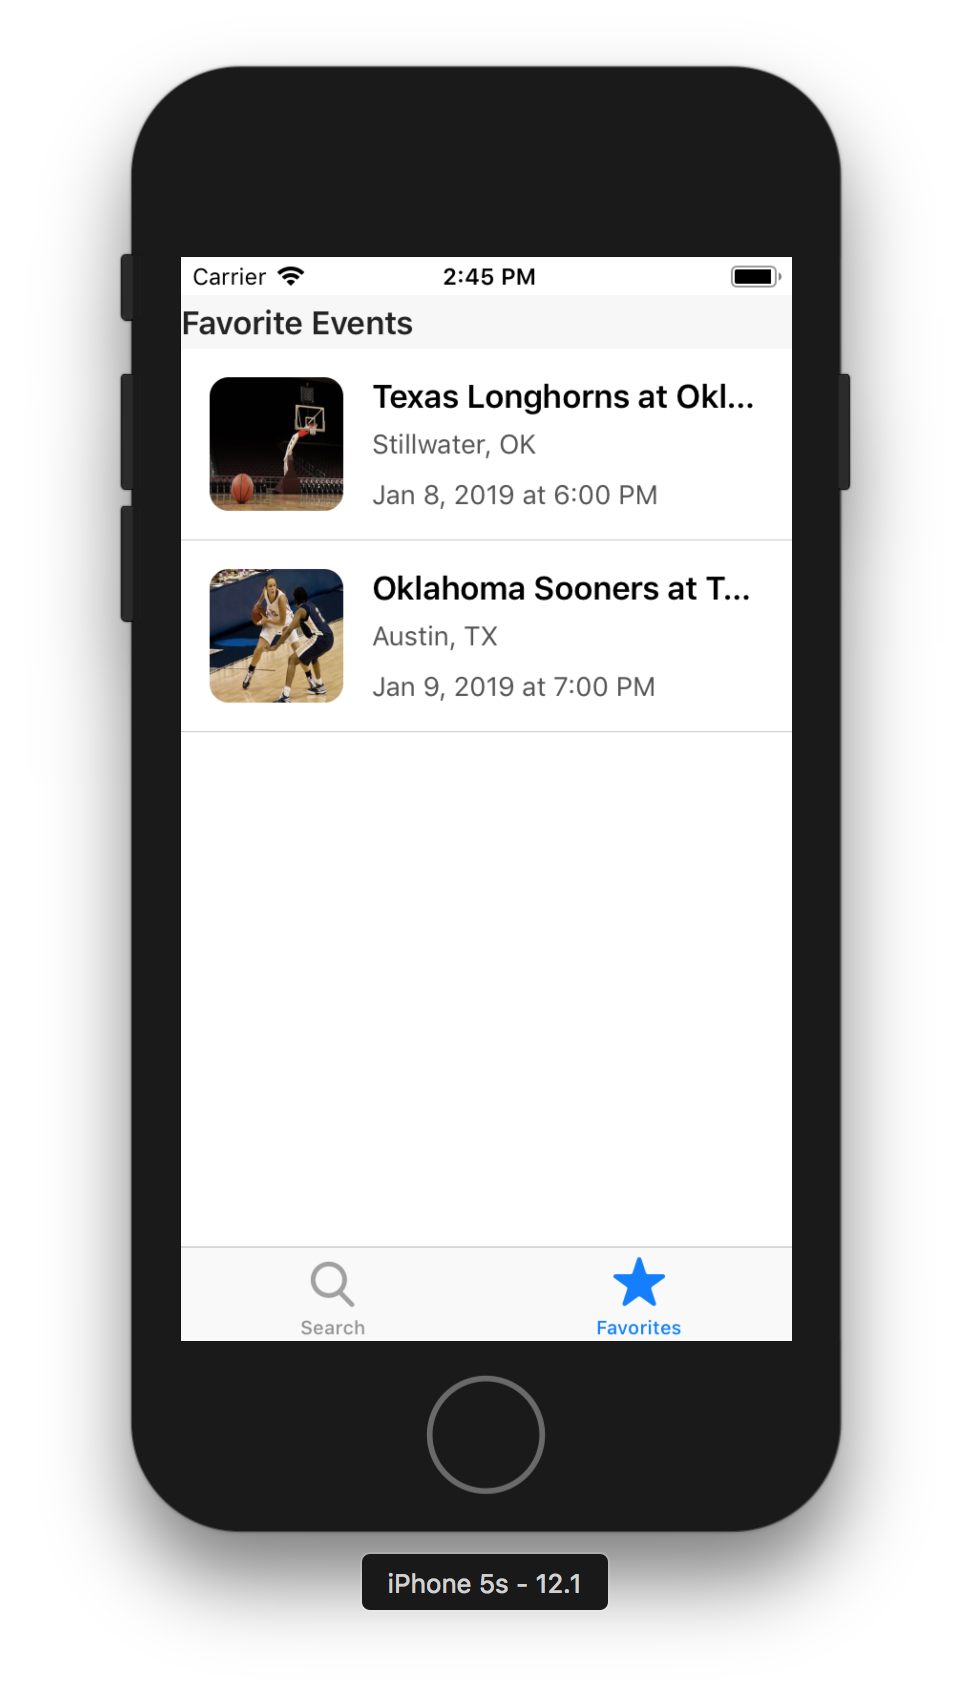 Carrier 2:45 PM
Favorite Events
Texas Longhorns at Okl...
Stillwater, OK
Jan 8, 2019 at 6:00 PM
Oklahoma Sooners at T...
Austin, TX
Jan 9, 2019 at 7:00 PM
Search Favorites
iPhone 5s - 12.1